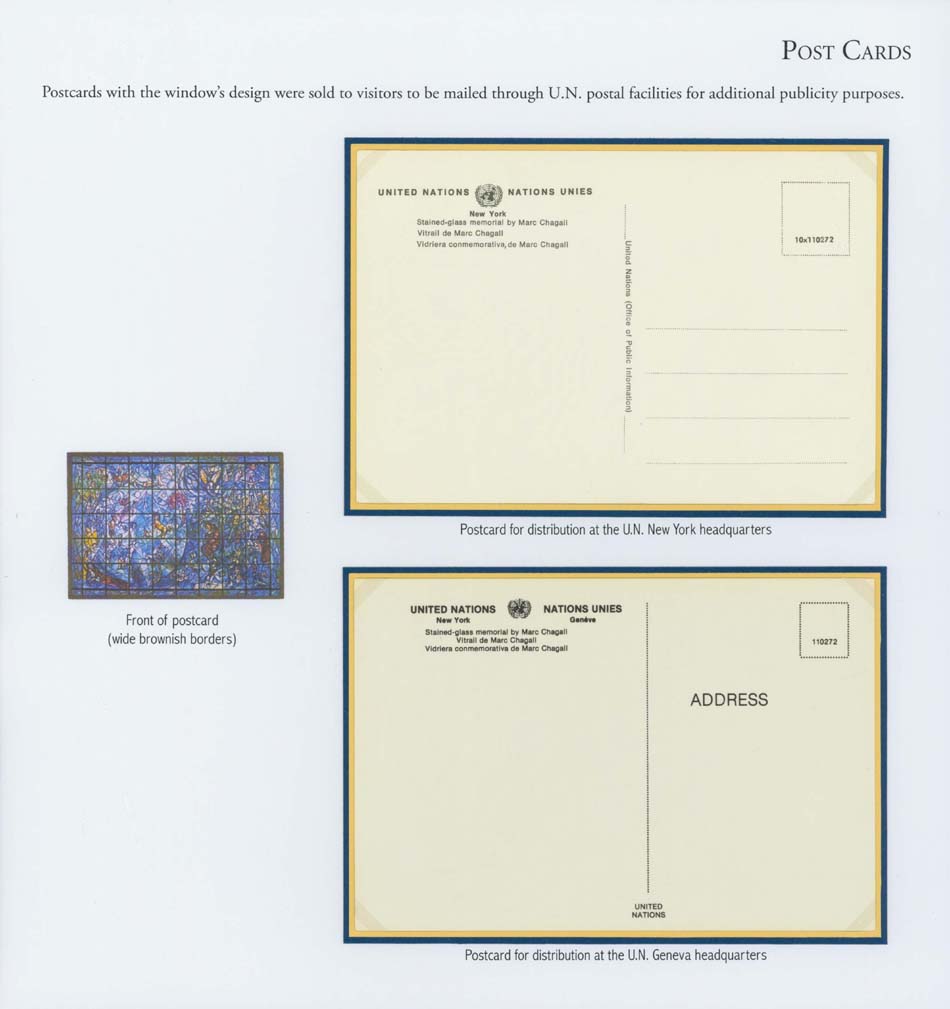 POST CARDS
Postcards with the window's design were sold to visitors to be mailed through U.N. postal facilities for additional publicity purposes.
UNITED NATIONS NATIONS UNIES
New York
Stained-glass memorial by Marc Chagall
Vitrail de Marc Chagall
Vidriera conmemorativa, de Marc Chagall
10x110272
United Nations (Office of Public Information)
Postcard for distribution at the U.N. New York headquarters
Front of postcard
(wide brownish borders)
UNITED NATIONS NATIONS UNIES
New York Genève
Stained-glass memorial by Marc Chagall
Vitrail de Marc Chagall
Vidriera conmemorativa de Marc Chagall
110272
ADDRESS
UNITED
NATIONS
Postcard for distribution at the U.N. Geneva headquarters